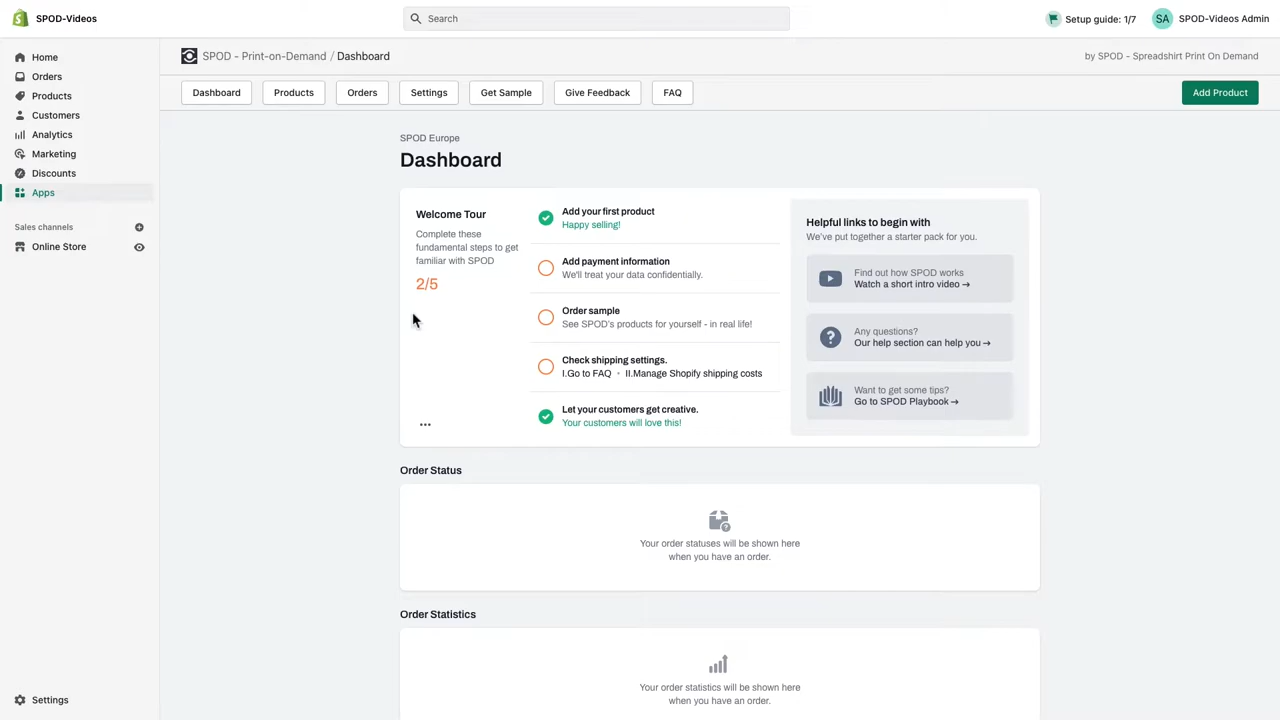 SPOD-Videos
Search
Setup guide: 1/7
SA
SPOD-Videos Admin
Home
Orders
Products
Customers
Analytics
Marketing
Discounts
Apps
Sales channels
Online Store
Settings
SPOD - Print-on-Demand / Dashboard
by SPOD - Spreadshirt Print On Demand
Dashboard
Products
Orders
Settings
Get Sample
Give Feedback
FAQ
Add Product
SPOD Europe
Dashboard
Welcome Tour
Complete these
fundamental steps to get
familiar with SPOD
2/5
...
Add your first product
Happy selling!
Add payment information
We'll treat your data confidentially.
Order sample
See SPOD's products for yourself - in real life!
Check shipping settings.
I.Go to FAQ • II.Manage Shopify shipping costs
Let your customers get creative.
Your customers will love this!
Helpful links to begin with
We've put together a starter pack for you.
Find out how SPOD works
Watch a short intro video →
Any questions?
Our help section can help you →
Want to get some tips?
Go to SPOD Playbook →
Order Status
Your order statuses will be shown here
when you have an order.
Order Statistics
Your order statistics will be shown here
when you have an order.